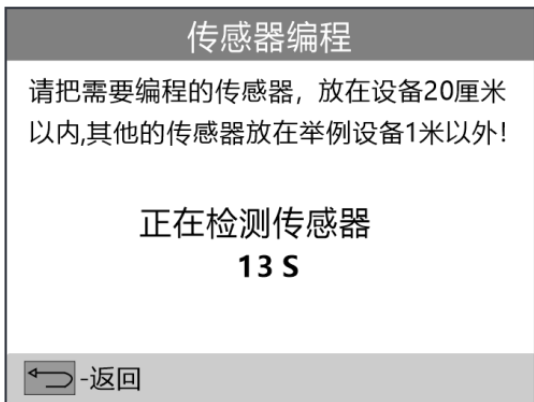 传感器编程
请把需要编程的传感器，放在设备20厘米
以内,其他的传感器放在举例设备1米以外!
正在检测传感器
13 S
-返回